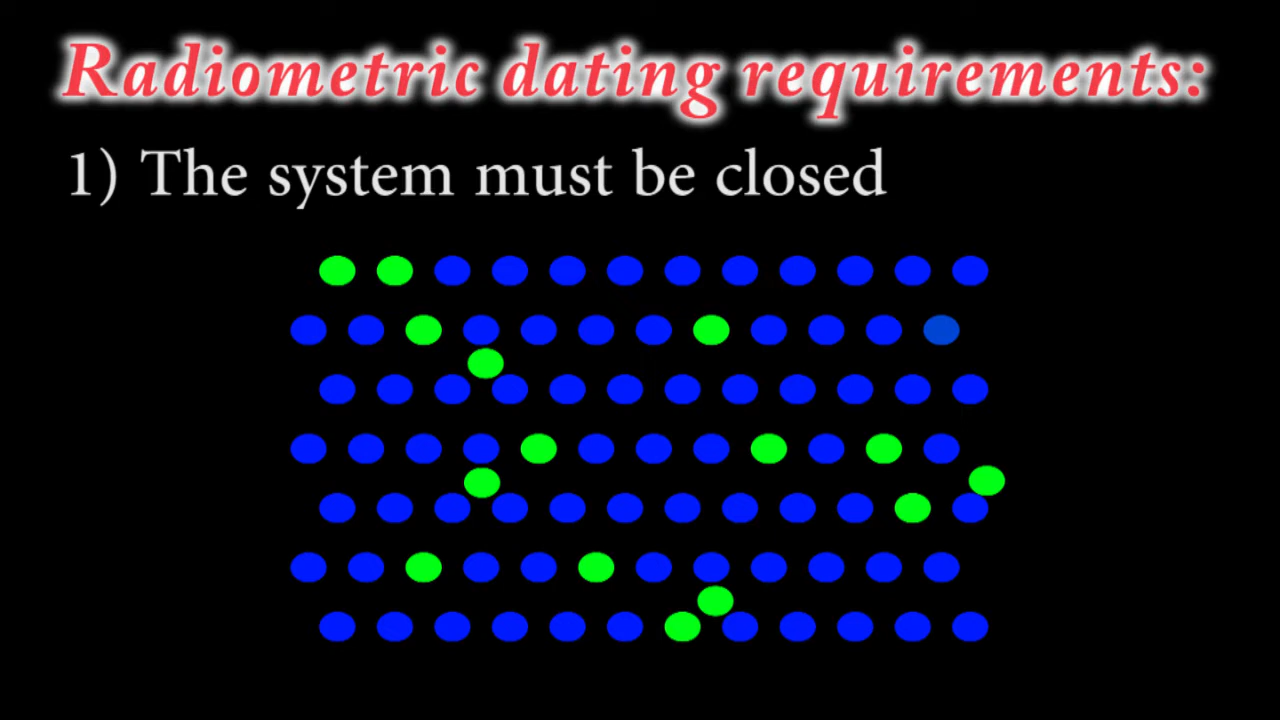 Radiometric dating requirements:
1) The system must be closed